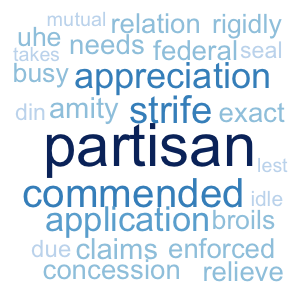 mutual relation rigidly
uhe needs federal seal
takes
busy appreciation
din amity strife exact
partisan
lest
commended idle
application broils
due claims enforced
concession relieve